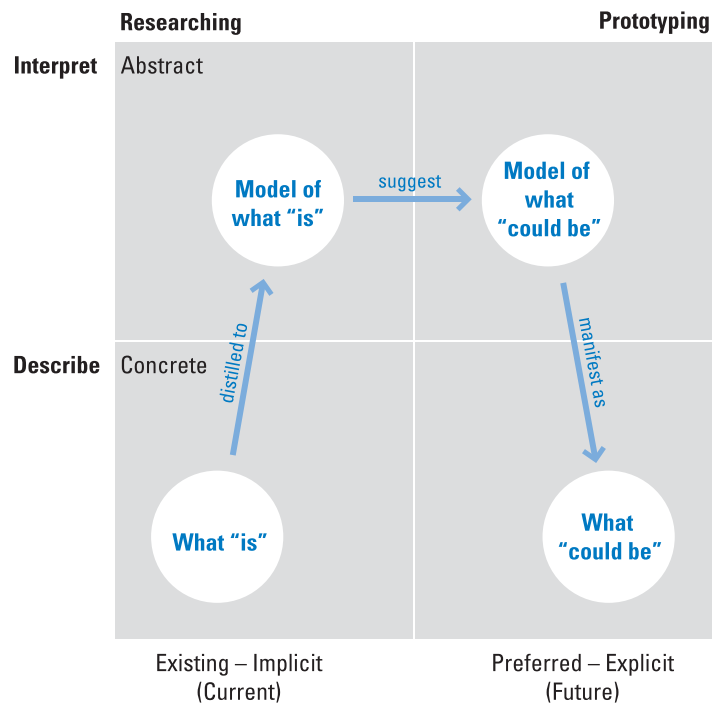 Researching
Prototyping
Interpret
Abstract
Model of
what “is”
suggest
Model of
what
“could be”
distilled to
manifest as
Describe
Concrete
What “is”
What
“could be”
Existing – Implicit
(Current)
Preferred – Explicit
(Future)